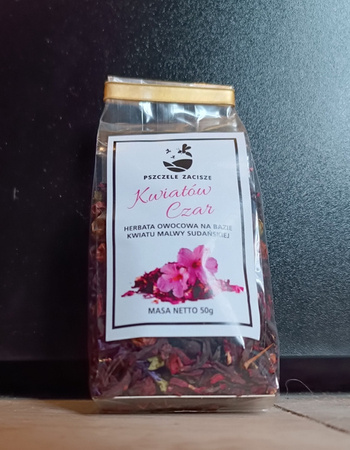 PSZCZELE ZACISZE
Kwiatów
Czar
HERBATA OWOCOWA NA BAZIE
KWIATU MALWY SUDAŃSKIEJ
MASA NETTO 50g